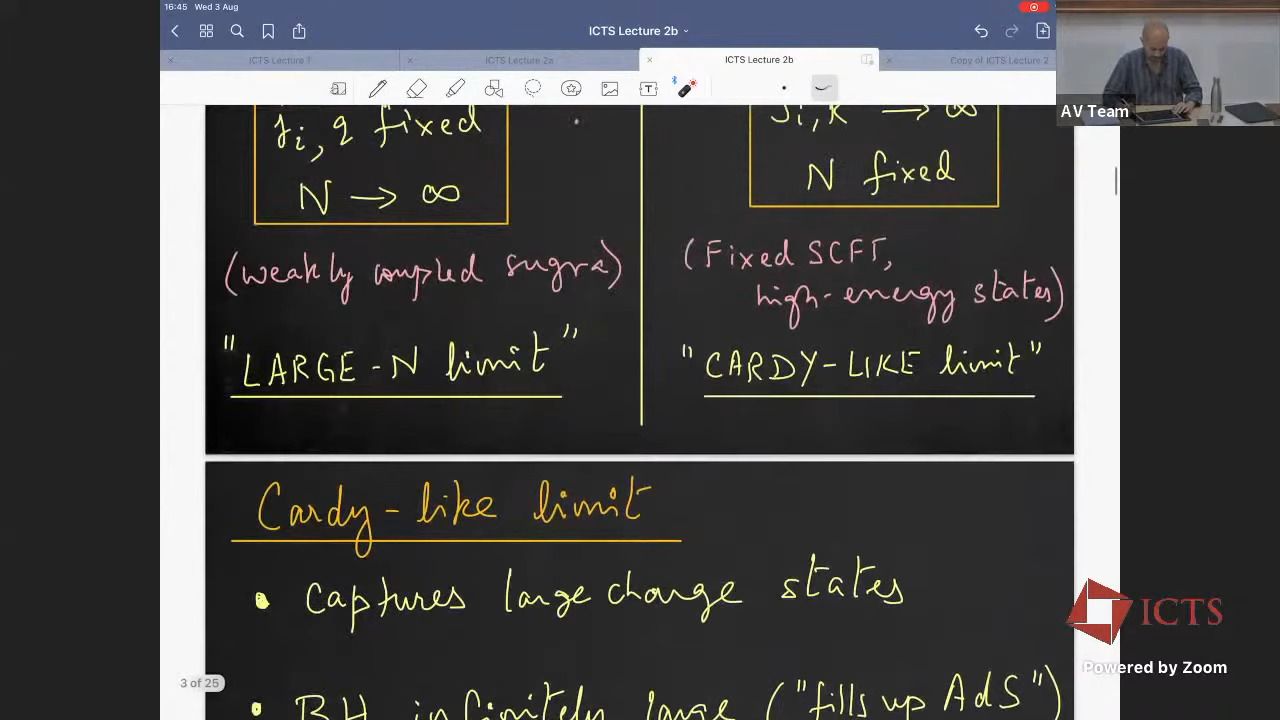 16:45 Wed 3 Aug
ICTS Lecture 2b
ICTS Lecture 1
ICTS Lecture 2a
ICTS Lecture 2b
Copy of ICTS Lecture 2
AV Team
j_i, q fixed
N → ∞
(weakly coupled sugra)
"LARGE-N limit"
→ ∞
N fixed
(Fixed SCFT,
high-energy states)
"CARDY-LIKE limit"
Cardy-like limit
• Captures large charge states
• BH infinitely large ("fills up AdS")
3 of 25
ICTS
Powered by Zoom